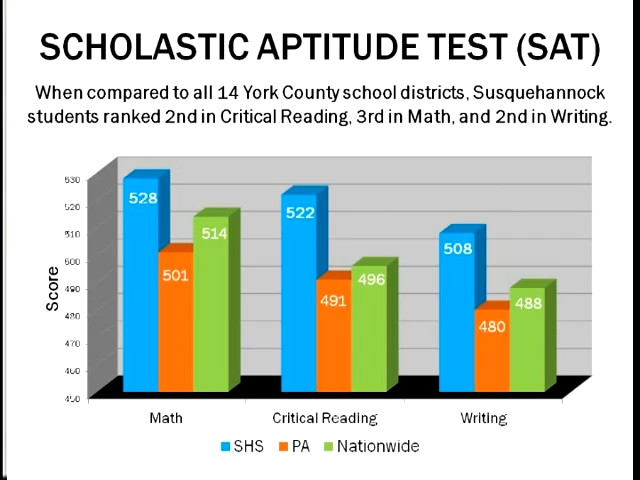 SCHOLASTIC APTITUDE TEST (SAT)
When compared to all 14 York County school districts, Susquehannock
students ranked 2nd in Critical Reading, 3rd in Math, and 2nd in Writing.
530
520
510
500
490
480
470
460
450
Score
528
501
514
522
491
496
508
480
488
Math
Critical Reading
Writing
SHS
PA
Nationwide